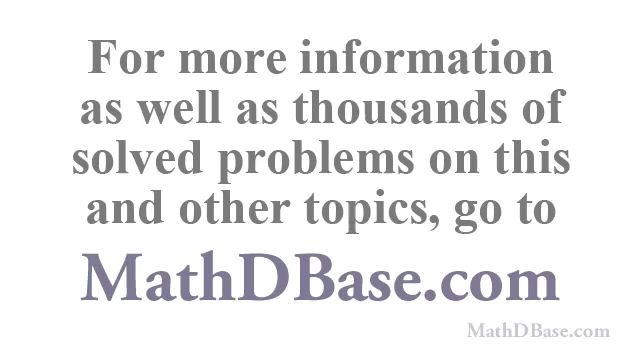 For more information
as well as thousands of
solved problems on this
and other topics, go to
MathDBase.com
MathDBase.com